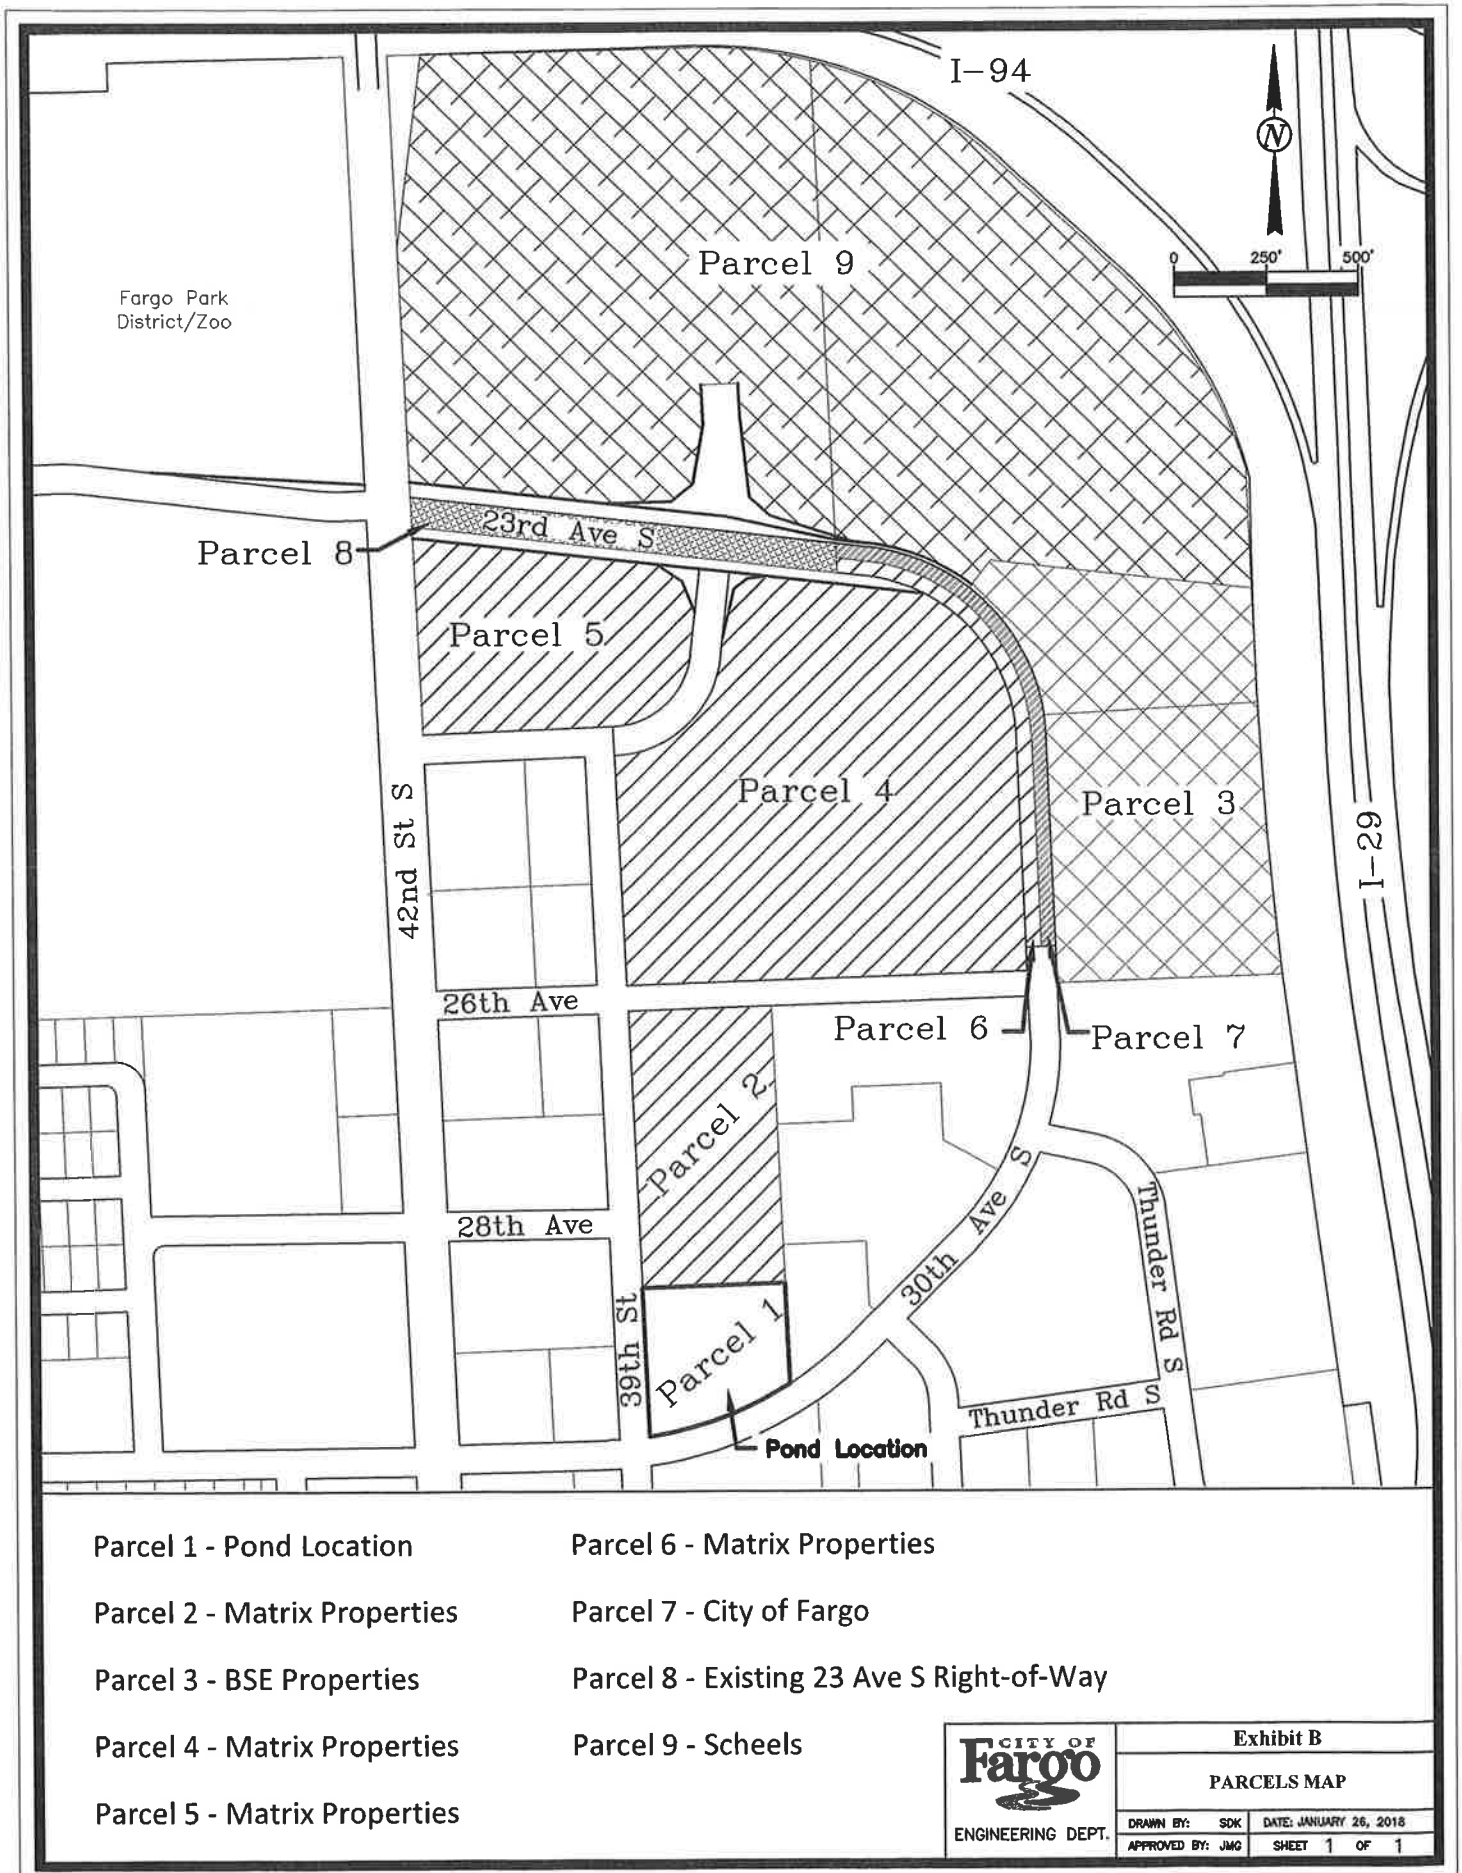 I-94
N
0 250' 500'
Parcel 9
Fargo Park
District/Zoo
23rd Ave S
Parcel 8
Parcel 5
Parcel 4
Parcel 3
42nd St S
I-29
26th Ave
Parcel 6
Parcel 7
Parcel 2
28th Ave
30th Ave S
Thunder Rd S
39th St
Parcel 1
Thunder Rd S
Pond Location
Parcel 1 - Pond Location
Parcel 2 - Matrix Properties
Parcel 3 - BSE Properties
Parcel 4 - Matrix Properties
Parcel 5 - Matrix Properties
Parcel 6 - Matrix Properties
Parcel 7 - City of Fargo
Parcel 8 - Existing 23 Ave S Right-of-Way
Parcel 9 - Scheels
CITY OF
Fargo
ENGINEERING DEPT.
Exhibit B
PARCELS MAP
DRAWN BY: SDK DATE: JANUARY 26, 2018
APPROVED BY: JMG SHEET 1 OF 1